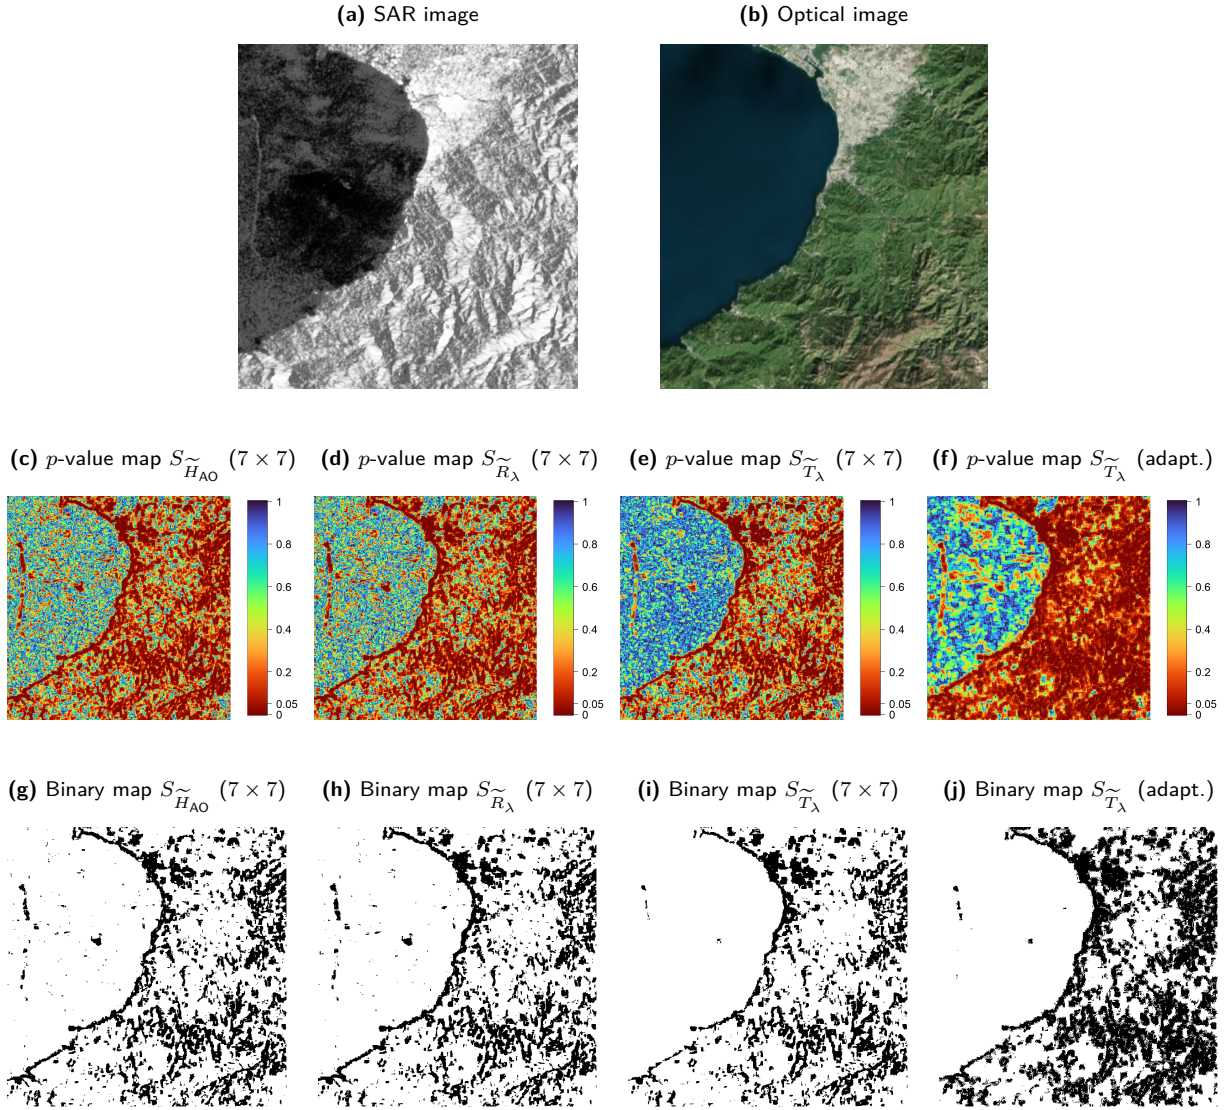 (a) SAR image
(b) Optical image
(c) p-value map S_{\widetilde{H}_{AO}} (7 × 7)
(d) p-value map S_{\widetilde{R}_λ} (7 × 7)
(e) p-value map S_{\widetilde{T}_λ} (7 × 7)
(f) p-value map S_{\widetilde{T}_λ} (adapt.)
1
0.8
0.6
0.4
0.2
0.05
0
1
0.8
0.6
0.4
0.2
0.05
0
1
0.8
0.6
0.4
0.2
0.05
0
1
0.8
0.6
0.4
0.2
0.05
0
(g) Binary map S_{\widetilde{H}_{AO}} (7 × 7)
(h) Binary map S_{\widetilde{R}_λ} (7 × 7)
(i) Binary map S_{\widetilde{T}_λ} (7 × 7)
(j) Binary map S_{\widetilde{T}_λ} (adapt.)